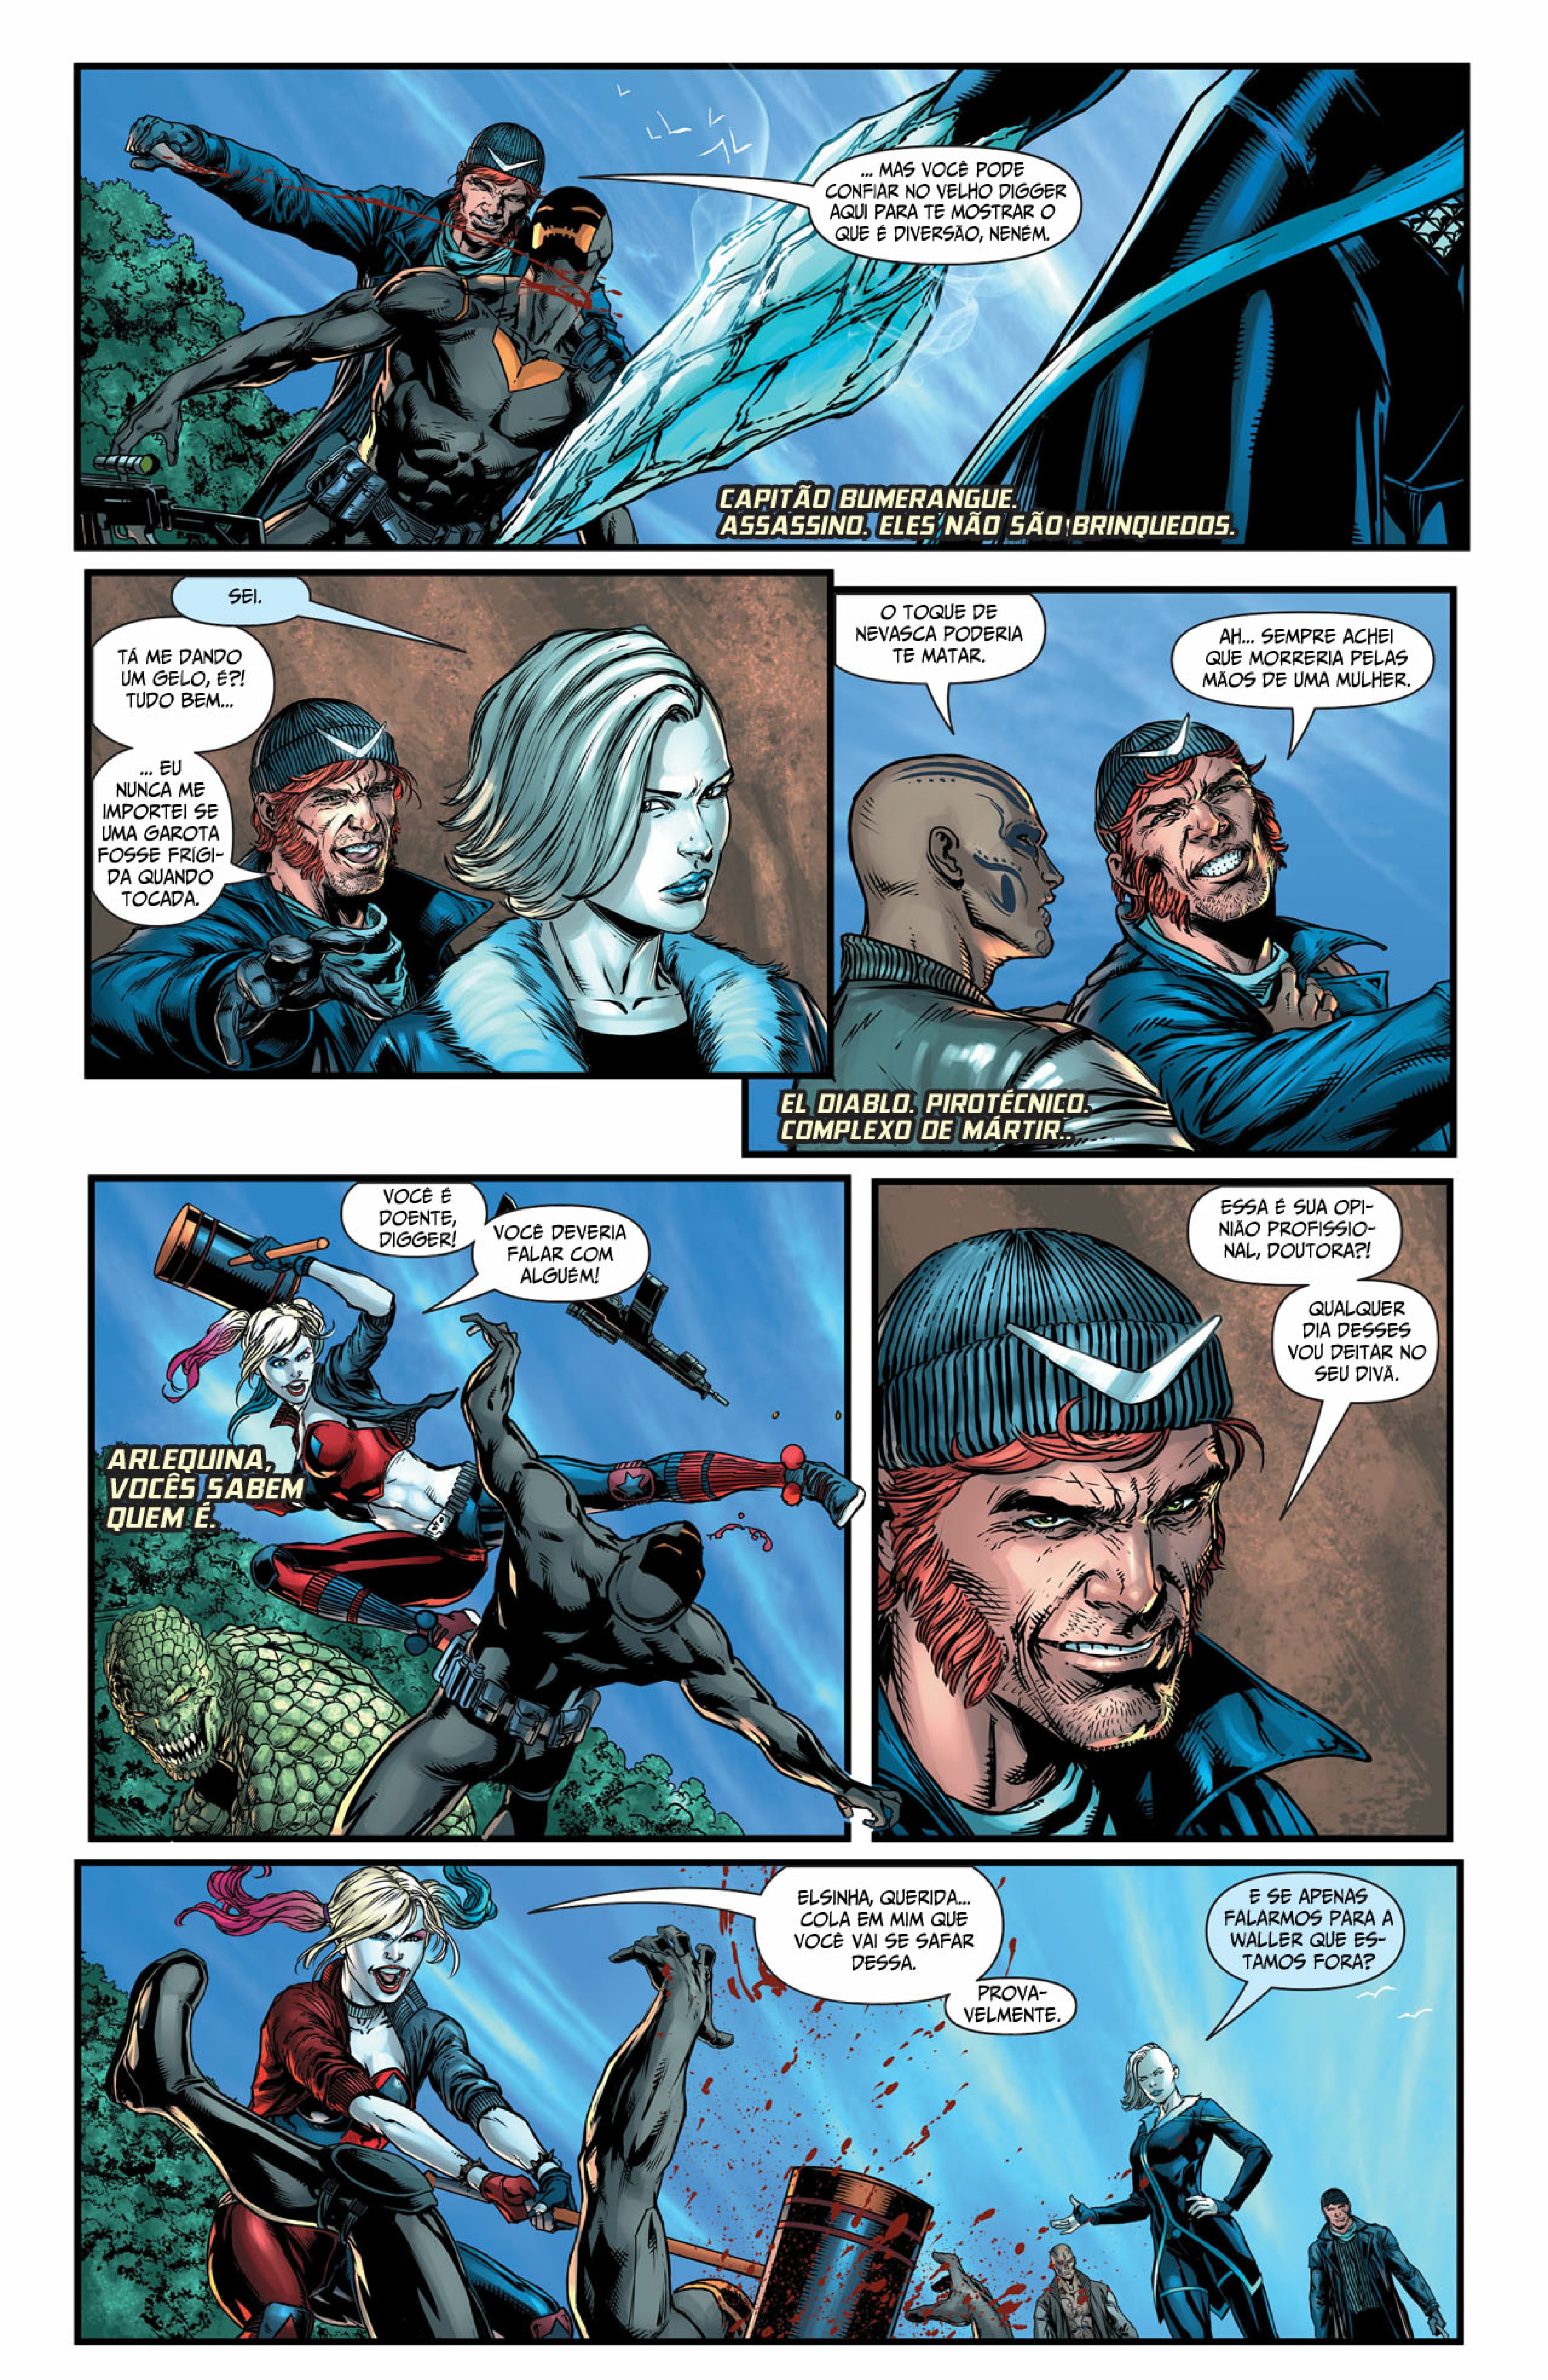 ... MAS VOCÊ PODE
CONFIAR NO VELHO DIGGER
AQUI PARA TE MOSTRAR O
QUE É DIVERSÃO, NENÉM.
CAPITÃO BUMERANGUE.
ASSASSINO. ELES NÃO SÃO BRINQUEDOS.
SEI.
TÁ ME DANDO
UM GELO, É?!
TUDO BEM...
... EU
NUNCA ME
IMPORTEI SE
UMA GAROTA
FOSSE FRÍGI-
DA QUANDO
TOCADA.
O TOQUE DE
NEVASCA PODERIA
TE MATAR.
AH... SEMPRE ACHEI
QUE MORRERIA PELAS
MÃOS DE UMA MULHER.
EL DIABLO. PIROTÉCNICO.
COMPLEXO DE MÁRTIR..
VOCÊ É
DOENTE,
DIGGER!
VOCÊ DEVERIA
FALAR COM
ALGUÉM!
ARLEQUINA,
VOCÊS SABEM
QUEM É.
ESSA É SUA OPI-
NIÃO PROFISSIO-
NAL, DOUTORA?!
QUALQUER
DIA DESSES
VOU DEITAR NO
SEU DIVÃ.
ELSINHA, QUERIDA...
COLA EM MIM QUE
VOCÊ VAI SE SAFAR
DESSA.
PROVA-
VELMENTE.
E SE APENAS
FALARMOS PARA A
WALLER QUE ES-
TAMOS FORA?